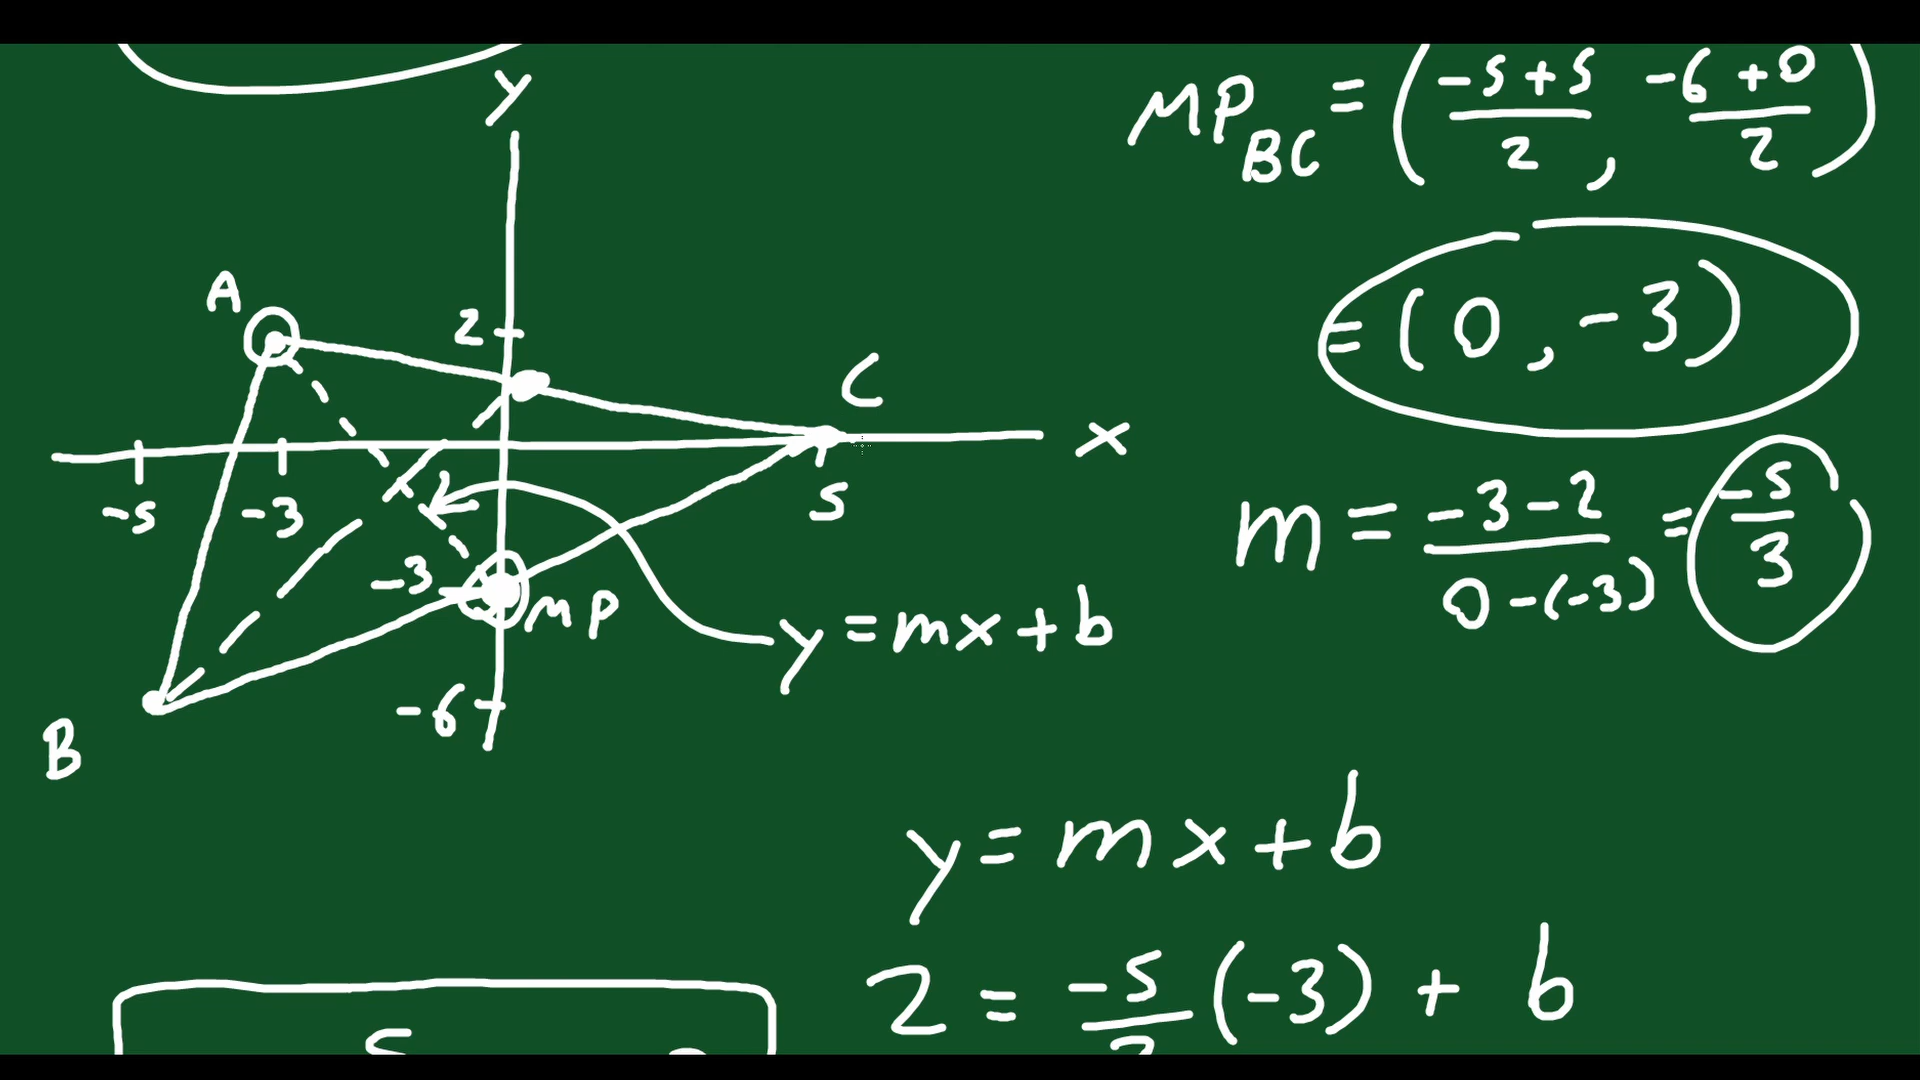 y
MP_BC = (-5+5/2, -6+0/2)
A
2
= (0, -3)
C
x
-5
-3
5
m = -3-2/0-(-3) = -5/3
-3
MP
y = mx + b
-6
B
y = mx + b
2 = -5/3 (-3) + b